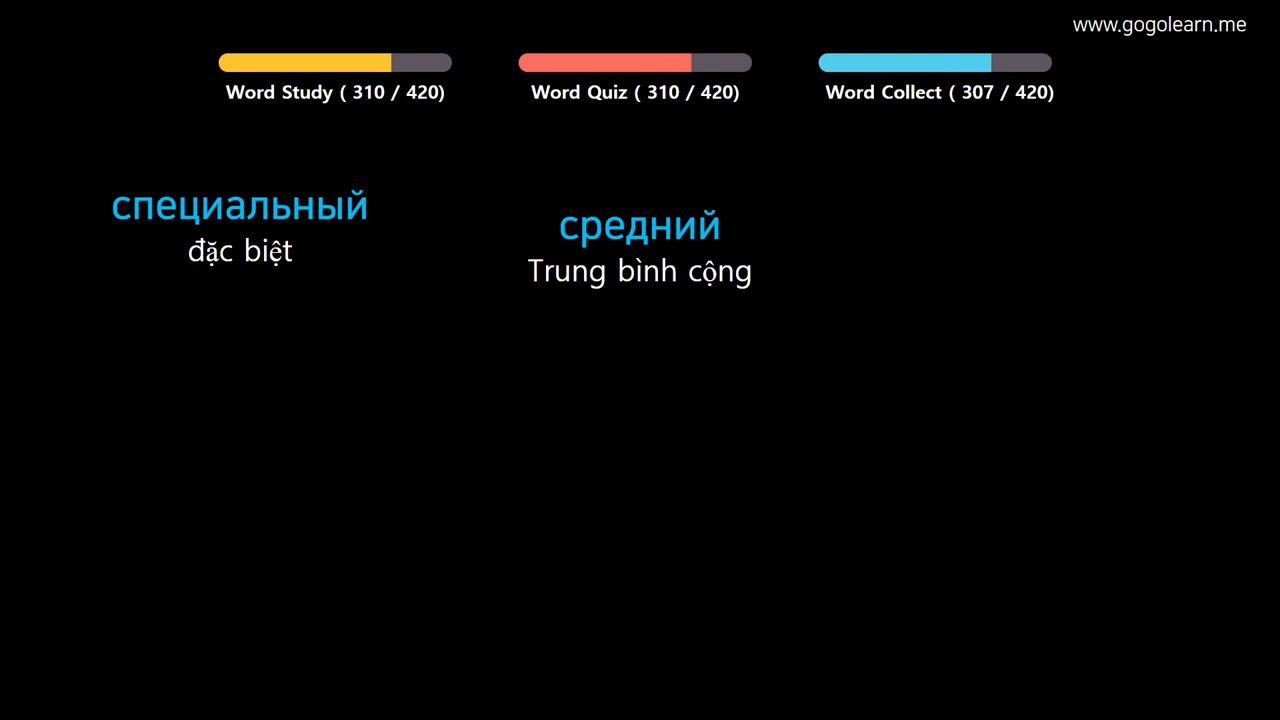 www.gogolearn.me
Word Study ( 310 / 420)
Word Quiz ( 310 / 420)
Word Collect ( 307 / 420)
специальный
đặc biệt
средний
Trung bình cộng